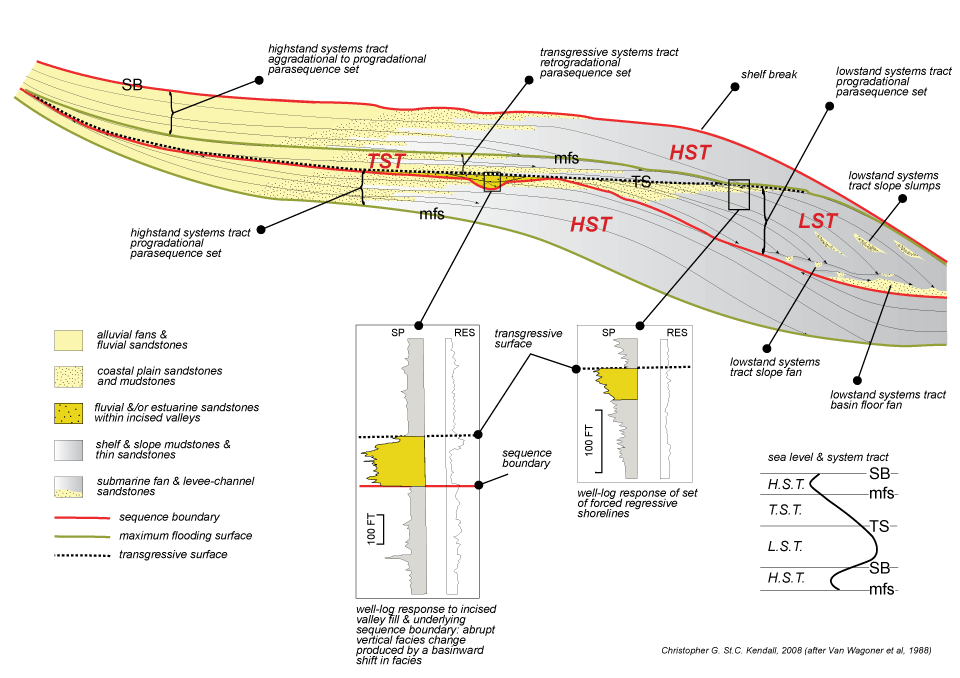 highstand systems tract
aggradational to progradational
parasequence set
transgressive systems tract
retrogradational
parasequence set
shelf break
lowstand systems tract
progradational
parasequence set
SB
HST
TST
mfs
lowstand systems
tract slope slumps
TS
mfs
HST
LST
highstand systems tract
progradational
parasequence set
SP
RES
transgressive
surface
SP
RES
100 FT
lowstand systems
tract slope fan
lowstand systems tract
basin floor fan
sequence
boundary
well-log response of set
of forced regressive
shorelines
100 FT
well-log response to incised
valley fill & underlying
sequence boundary: abrupt
vertical facies change
produced by a basinward
shift in facies
alluvial fans &
fluvial sandstones
coastal plain sandstones
and mudstones
fluvial &/or estuarine sandstones
within incised valleys
shelf & slope mudstones &
thin sandstones
submarine fan & levee-channel
sandstones
sequence boundary
maximum flooding surface
transgressive surface
sea level & system tract
SB
H.S.T.
mfs
T.S.T.
TS
L.S.T.
SB
H.S.T.
mfs
Christopher G. St.C. Kendall, 2008 (after Van Wagoner et al, 1988)